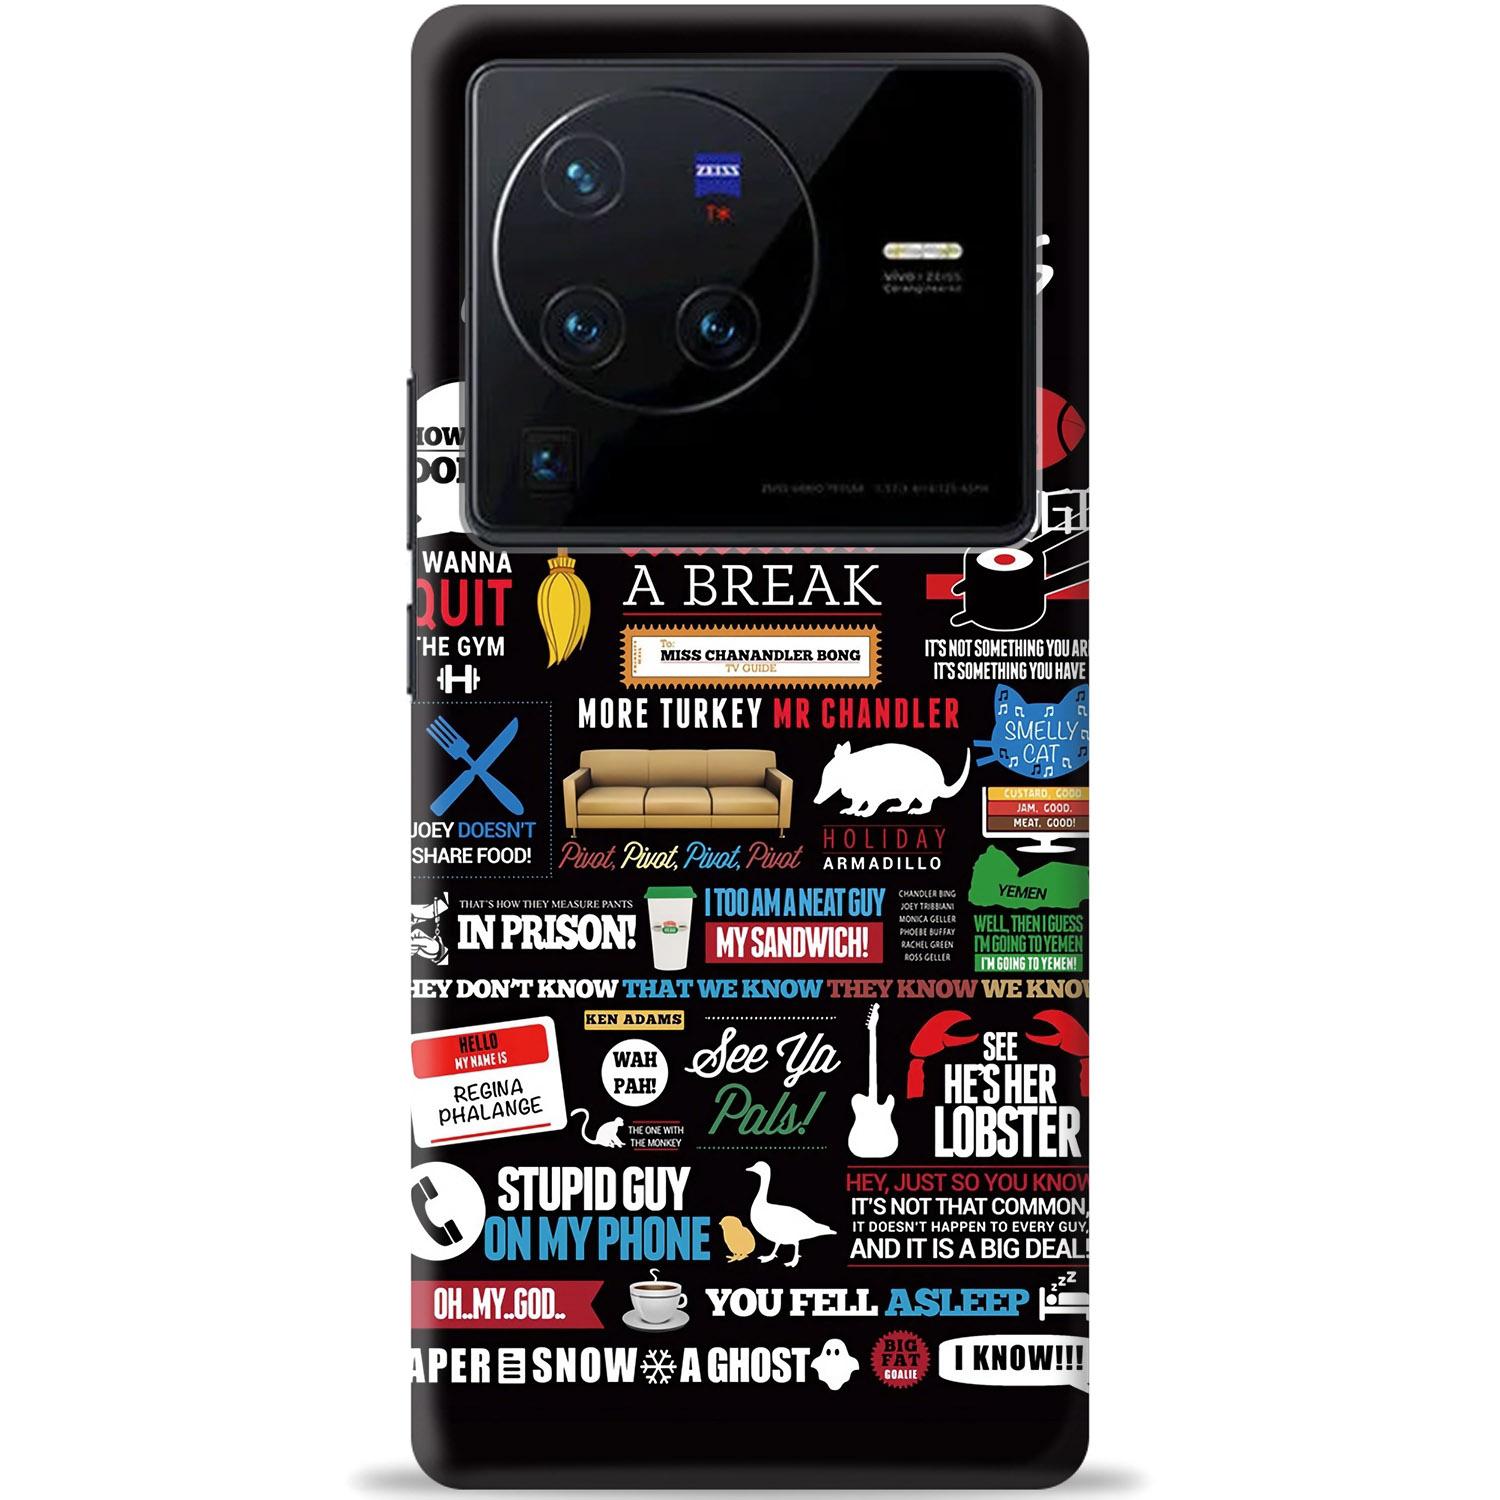 ZEISS
T*
vivo | ZEISS
Co-engineered
WANNA
QUIT
THE GYM
A BREAK
To:
MISS CHANANDLER BONG
TV GUIDE
IT'S NOT SOMETHING YOU AR
IT'S SOMETHING YOU HAVE
MORE TURKEY MR CHANDLER
SMELLY
CAT
JOEY DOESN'T
SHARE FOOD!
Pivot, Pivot, Pivot, Pivot
HOLIDAY
ARMADILLO
CUSTARD, GOOD
JAM, GOOD.
MEAT, GOOD!
THAT'S HOW THEY MEASURE PANTS
IN PRISON!
I TOO AM A NEAT GUY
MY SANDWICH!
CHANDLER BING
JOEY TRIBBIANI
MONICA GELLER
PHOEBE BUFFAY
RACHEL GREEN
ROSS GELLER
YEMEN
WELL, THEN I GUESS
I'M GOING TO YEMEN
I'M GOING TO YEMEN!
HEY DON'T KNOW THAT WE KNOW THEY KNOW WE KNOW
HELLO
MY NAME IS
REGINA
PHALANGE
KEN ADAMS
WAH
PAH!
THE ONE WITH
THE MONKEY
See Ya
Pals!
SEE
HE'S HER
LOBSTER
STUPID GUY
ON MY PHONE
HEY, JUST SO YOU KNOW
IT'S NOT THAT COMMON,
IT DOESN'T HAPPEN TO EVERY GUY,
AND IT IS A BIG DEAL!
OH..MY..GOD..
YOU FELL ASLEEP
zzz
APER SNOW A GHOST
BIG
FAT
GOALIE
I KNOW!!!